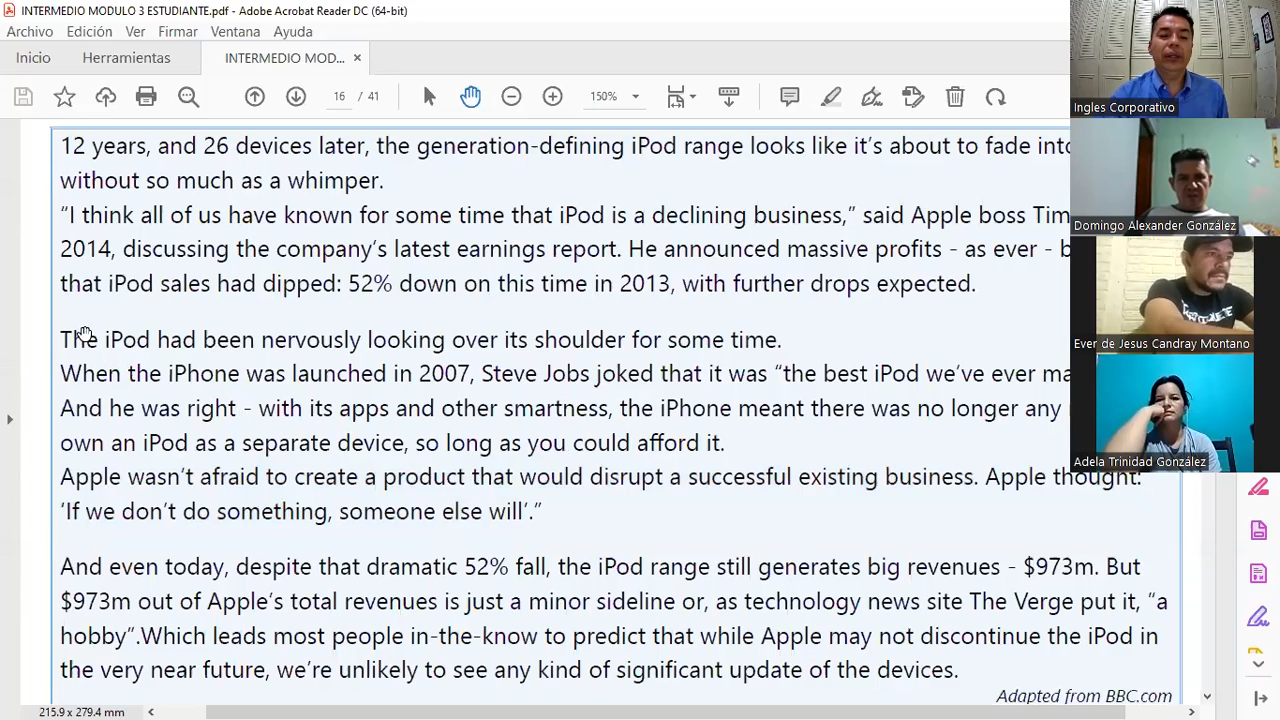 INTERMEDIO MODULO 3 ESTUDIANTE.pdf - Adobe Acrobat Reader DC (64-bit)
Archivo Edición Ver Firmar Ventana Ayuda
Inicio Herramientas INTERMEDIO MOD... ×
16 / 41 150%
12 years, and 26 devices later, the generation-defining iPod range looks like it's about to fade into
without so much as a whimper.
“I think all of us have known for some time that iPod is a declining business,” said Apple boss Tim
2014, discussing the company's latest earnings report. He announced massive profits - as ever - b
that iPod sales had dipped: 52% down on this time in 2013, with further drops expected.
The iPod had been nervously looking over its shoulder for some time.
When the iPhone was launched in 2007, Steve Jobs joked that it was “the best iPod we've ever ma
And he was right - with its apps and other smartness, the iPhone meant there was no longer any
own an iPod as a separate device, so long as you could afford it.
Apple wasn't afraid to create a product that would disrupt a successful existing business. Apple thought:
‘If we don't do something, someone else will’.”
And even today, despite that dramatic 52% fall, the iPod range still generates big revenues - $973m. But
$973m out of Apple's total revenues is just a minor sideline or, as technology news site The Verge put it, “a
hobby”.Which leads most people in-the-know to predict that while Apple may not discontinue the iPod in
the very near future, we're unlikely to see any kind of significant update of the devices.
Adapted from BBC.com
215.9 x 279.4 mm
Ingles Corporativo
Domingo Alexander González
Ever de Jesus Candray Montano
Adela Trinidad González